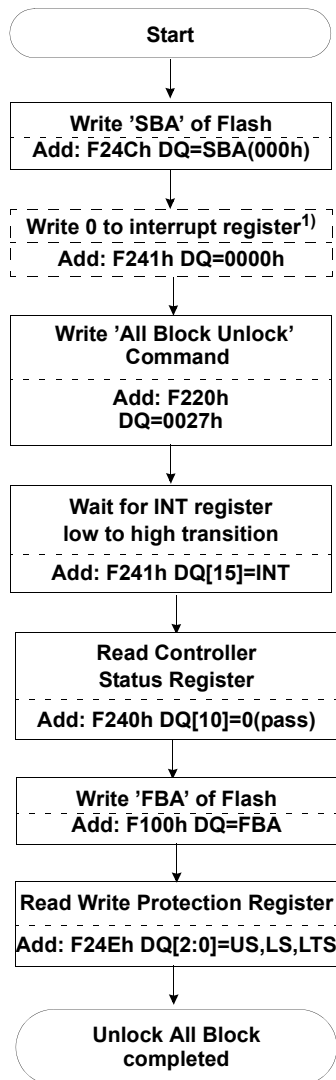 Start
Write ’SBA’ of Flash
Add: F24Ch DQ=SBA(000h)
Write 0 to interrupt register1)
Add: F241h DQ=0000h
Write ’All Block Unlock’
Command
Add: F220h
DQ=0027h
Wait for INT register
low to high transition
Add: F241h DQ[15]=INT
Read Controller
Status Register
Add: F240h DQ[10]=0(pass)
Write ’FBA’ of Flash
Add: F100h DQ=FBA
Read Write Protection Register
Add: F24Eh DQ[2:0]=US,LS,LTS
Unlock All Block
completed